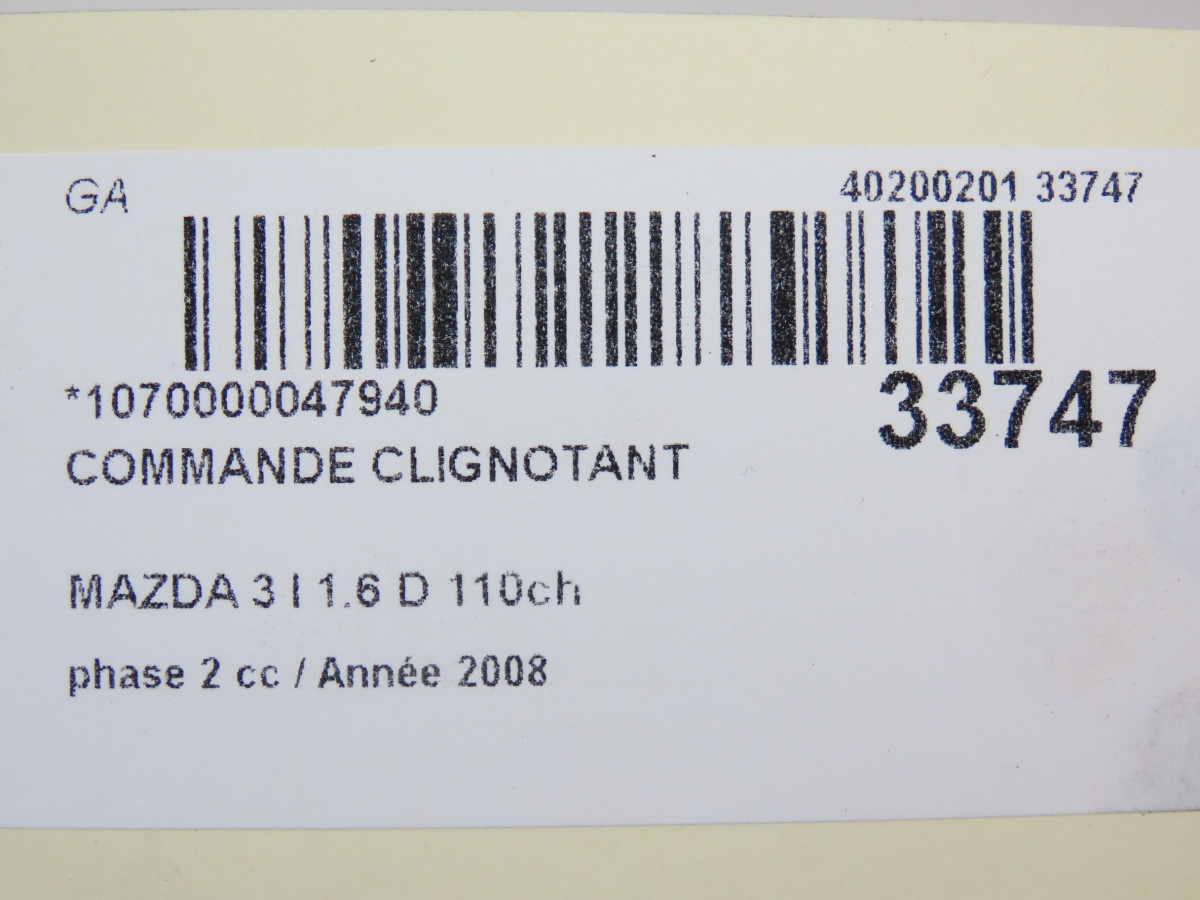 GA
40200201 33747
*1070000047940
33747
COMMANDE CLIGNOTANT
MAZDA 3 I 1.6 D 110ch
phase 2 cc / Année 2008